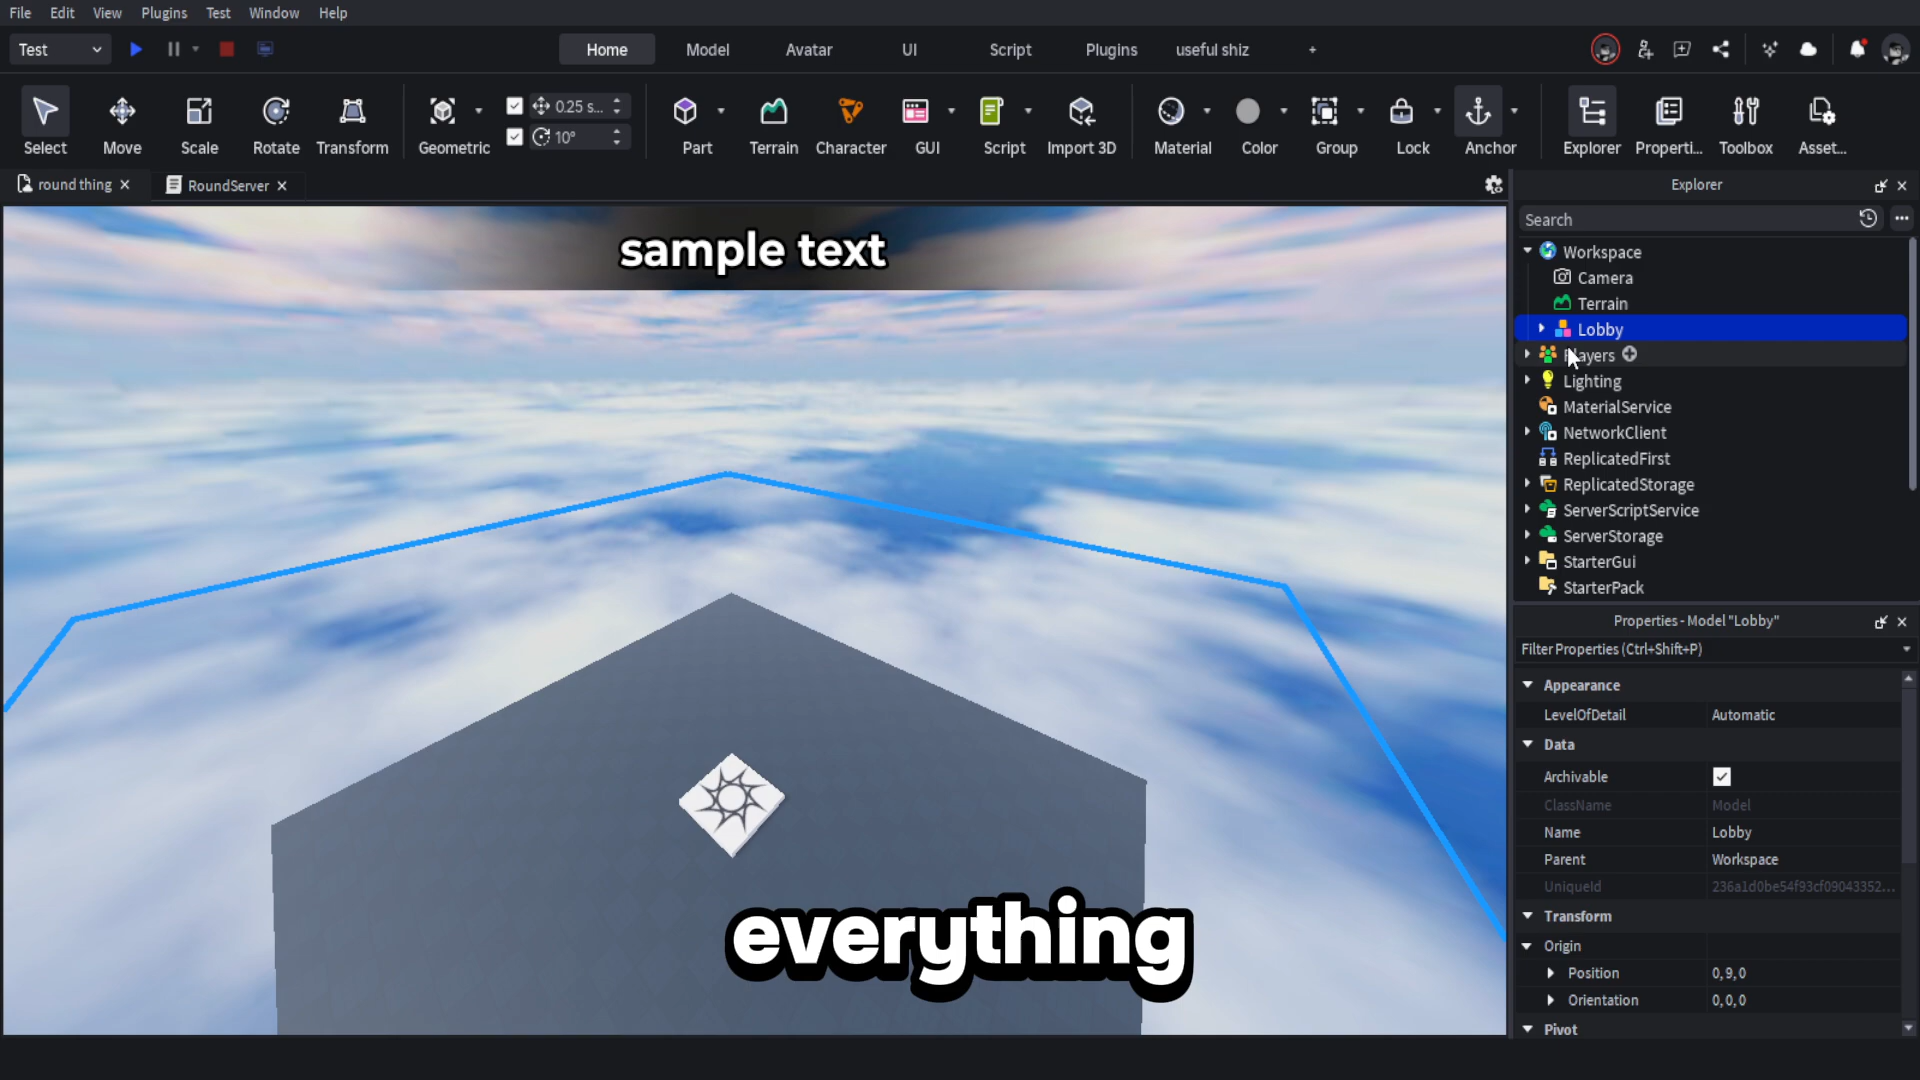 File Edit View Plugins Test Window Help
Test
Home Model Avatar UI Script Plugins useful shiz +
Select Move Scale Rotate Transform Geometric
0.25 s...
10°
Part Terrain Character GUI Script Import 3D Material Color Group Lock Anchor Explorer Properti... Toolbox Asset...
round thing
RoundServer
sample text
everything
Explorer
Search
Workspace
Camera
Terrain
Lobby
Players
Lighting
MaterialService
NetworkClient
ReplicatedFirst
ReplicatedStorage
ServerScriptService
ServerStorage
StarterGui
StarterPack
Properties - Model "Lobby"
Filter Properties (Ctrl+Shift+P)
Appearance
LevelOfDetail Automatic
Data
Archivable
ClassName Model
Name Lobby
Parent Workspace
UniqueId 236a1d0be54f93cf09043352...
Transform
Origin
Position 0, 9, 0
Orientation 0, 0, 0
Pivot